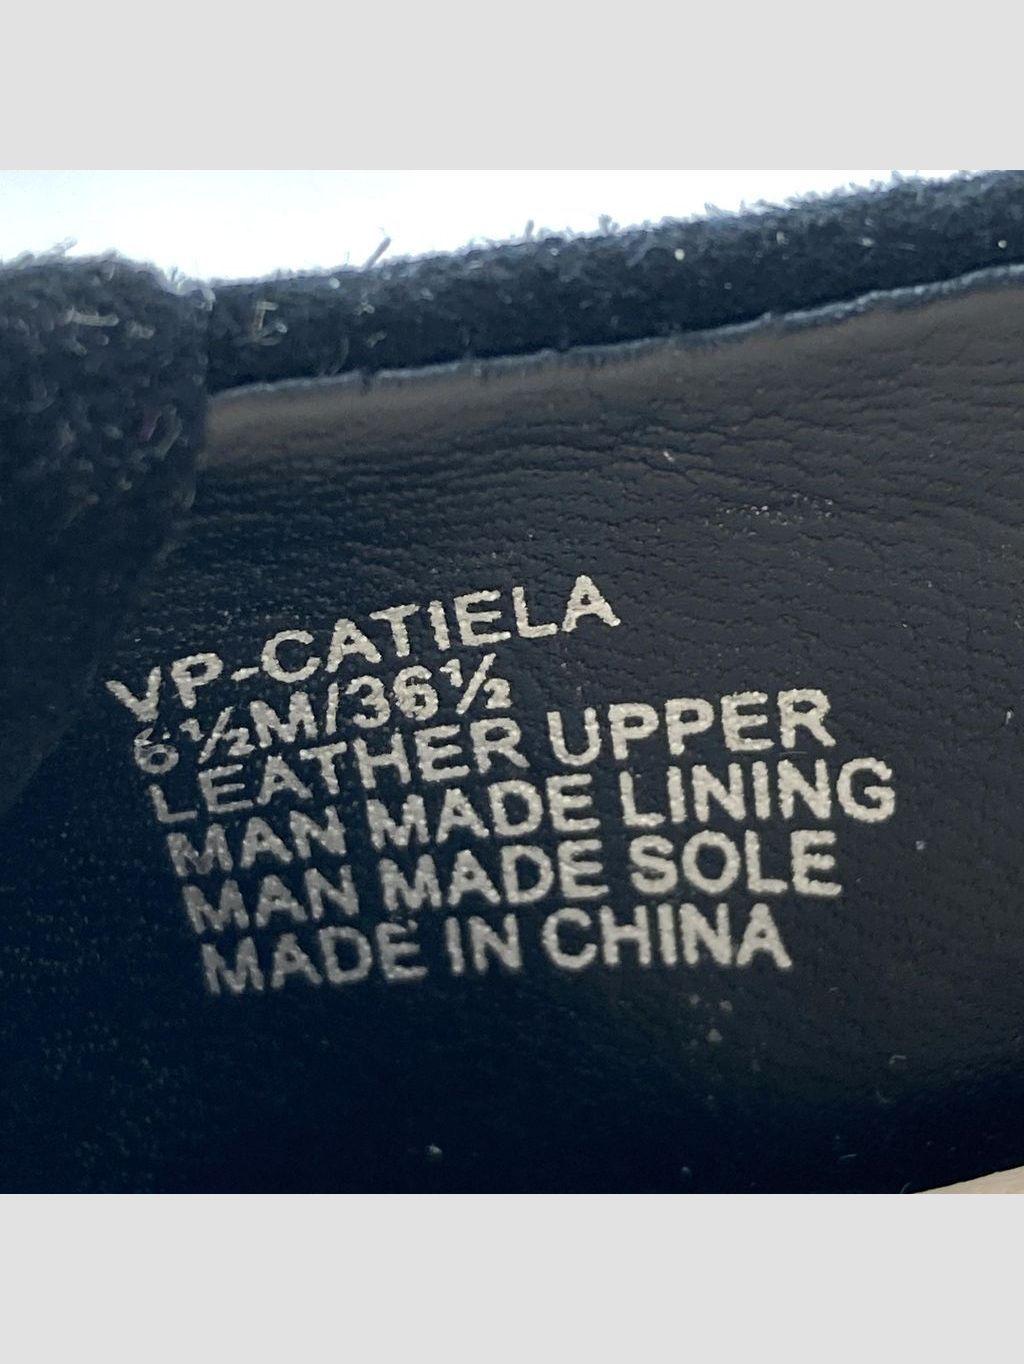 VP-CATIELA
6½M/36½
LEATHER UPPER
MAN MADE LINING
MAN MADE SOLE
MADE IN CHINA